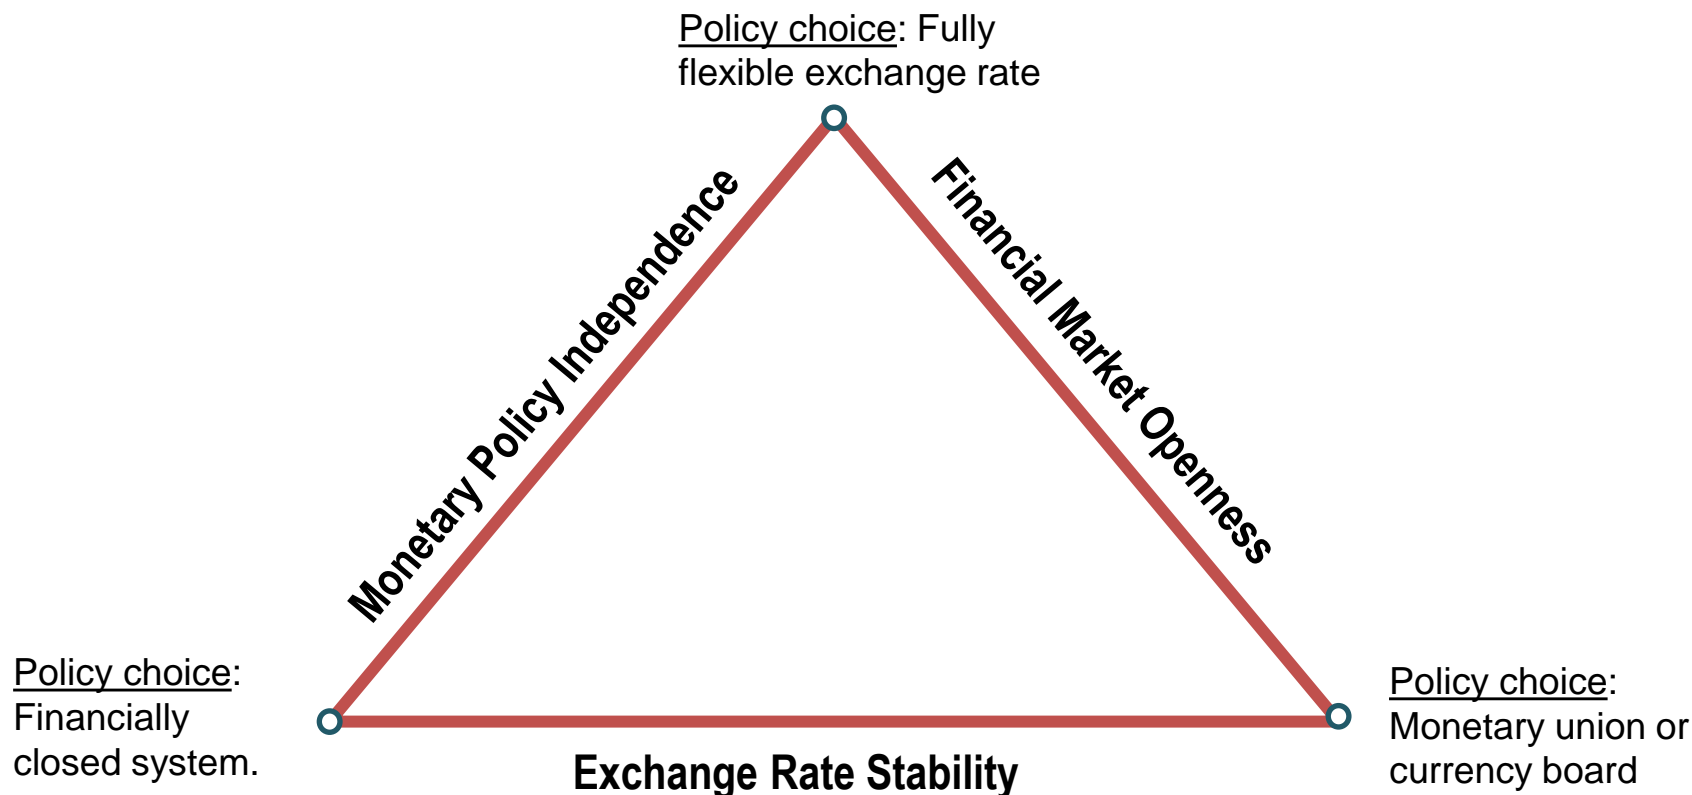 Policy choice: Fully
flexible exchange rate
Monetary Policy Independence
Financial Market Openness
Policy choice:
Financially
closed system.
Exchange Rate Stability
Policy choice:
Monetary union or
currency board